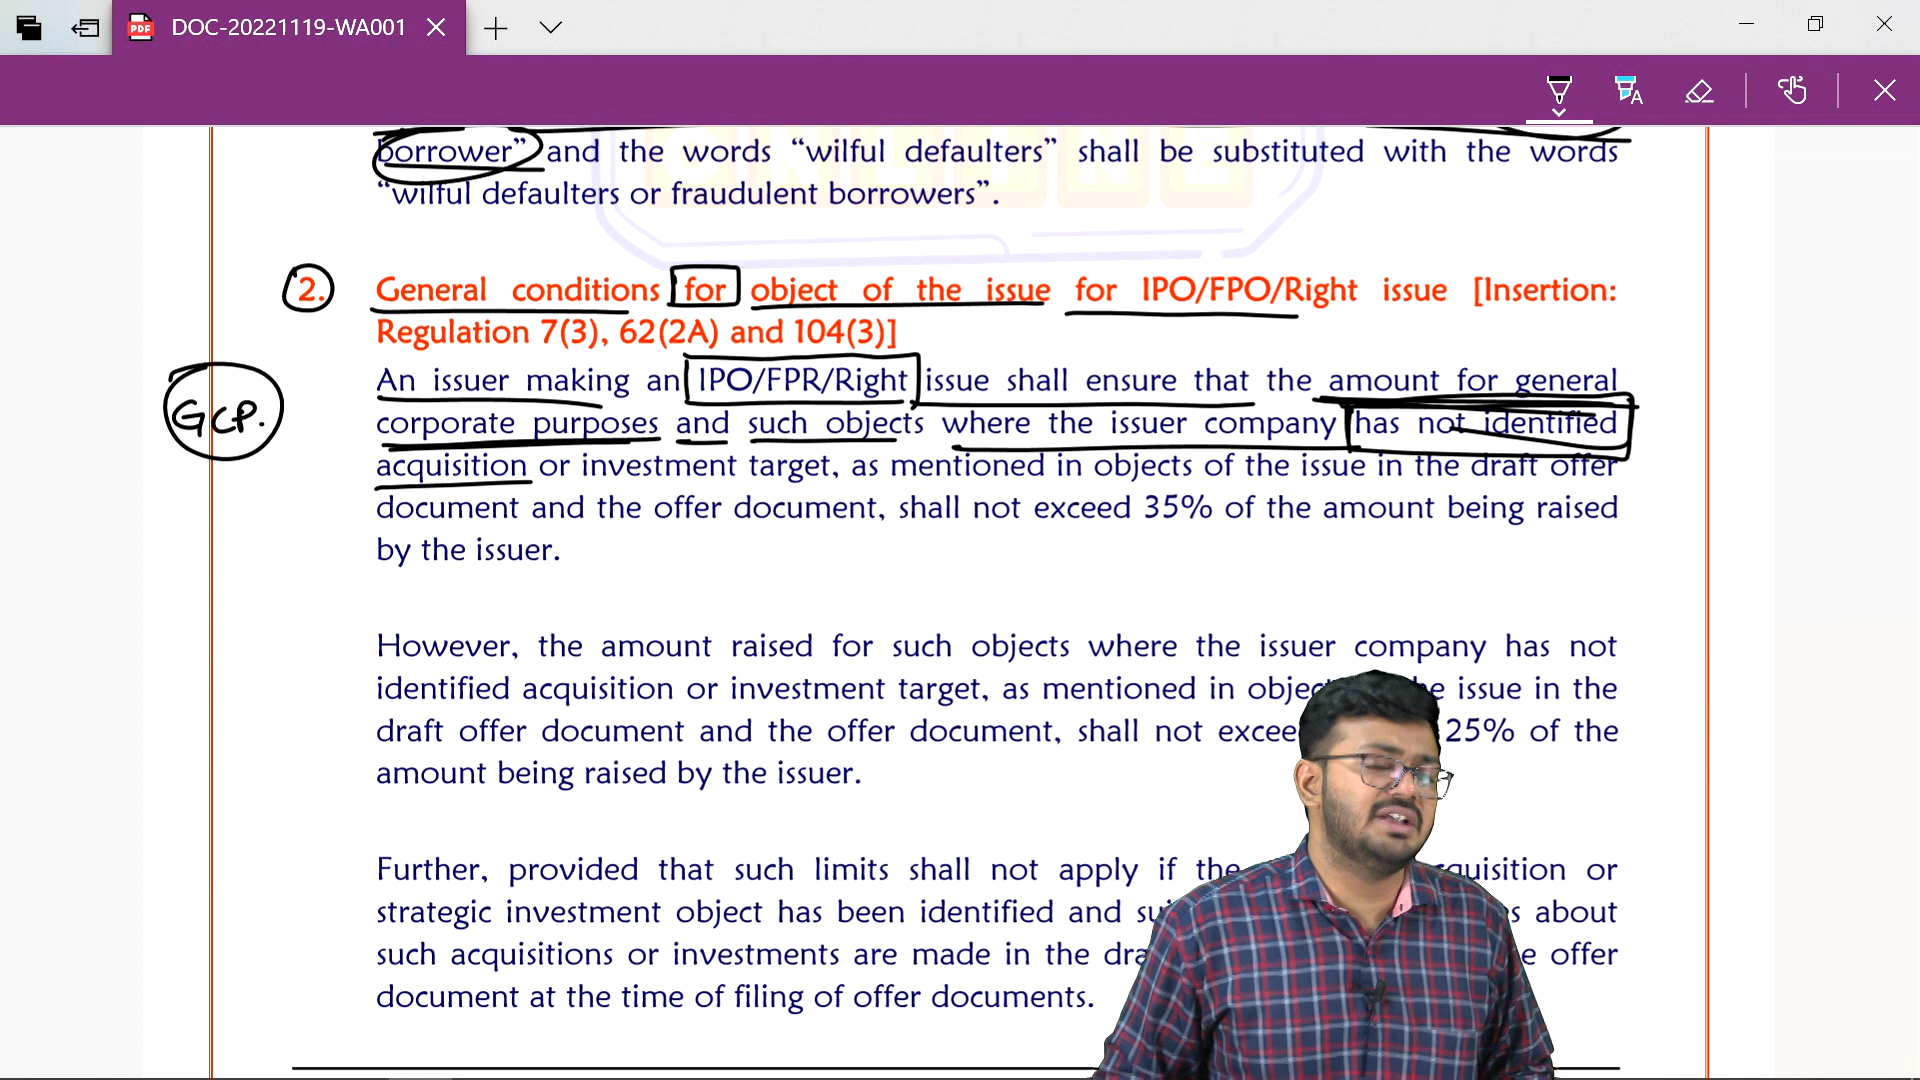 DOC-20221119-WA001
borrower” and the words “wilful defaulters” shall be substituted with the words
“wilful defaulters or fraudulent borrowers”.
2. General conditions for object of the issue for IPO/FPO/Right issue [Insertion:
Regulation 7(3), 62(2A) and 104(3)]
An issuer making an IPO/FPR/Right issue shall ensure that the amount for general
GCP. corporate purposes and such objects where the issuer company has not identified
acquisition or investment target, as mentioned in objects of the issue in the draft offer
document and the offer document, shall not exceed 35% of the amount being raised
by the issuer.
However, the amount raised for such objects where the issuer company has not
identified acquisition or investment target, as mentioned in issue in the
draft offer document and the offer document, shall not 25% of the
amount being raised by the issuer.
Further, provided that such limits shall not apply if the or
strategic investment object has been identified and about
such acquisitions or investments are made in the offer
document at the time of filing of offer documents.